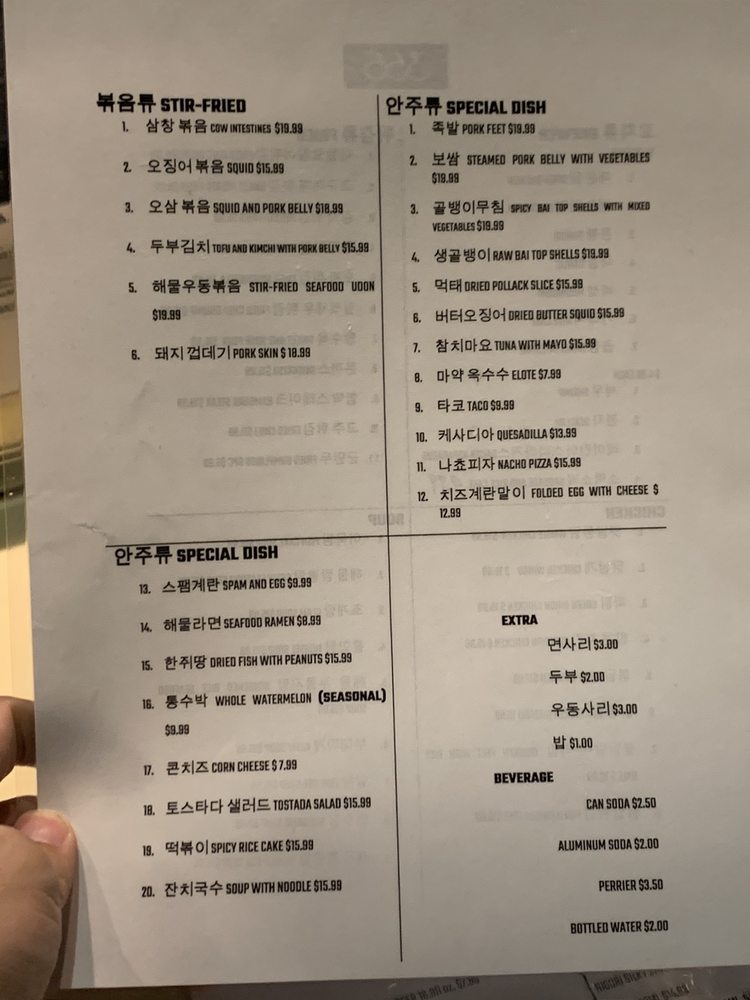 볶음류 STIR-FRIED
1. 삼창 볶음 COW INTESTINES $19.99
2. 오징어 볶음 SQUID $15.99
3. 오삼 볶음 SQUID AND PORK BELLY $18.99
4. 두부김치 TOFU AND KIMCHI WITH PORK BELLY $15.99
5. 해물우동볶음 STIR-FRIED SEAFOOD UDON
$19.99
6. 돼지 껍데기 PORK SKIN $ 18.99
안주류 SPECIAL DISH
1. 족발 PORK FEET $19.99
2. 보쌈 STEAMED PORK BELLY WITH VEGETABLES
$19.99
3. 골뱅이무침 SPICY BAI TOP SHELLS WITH MIXED
VEGETABLES $19.99
4. 생골뱅이 RAW BAI TOP SHELLS $19.99
5. 먹태 DRIED POLLACK SLICE $15.99
6. 버터오징어 DRIED BUTTER SQUID $15.99
7. 참치마요 TUNA WITH MAYO $15.99
8. 마약 옥수수 ELOTE $7.99
9. 타코 TACO $9.99
10. 케사디아 QUESADILLA $13.99
11. 나쵸피자 NACHO PIZZA $15.99
12. 치즈계란말이 FOLDED EGG WITH CHEESE $
12.99
안주류 SPECIAL DISH
13. 스팸계란 SPAM AND EGG $9.99
14. 해물라면 SEAFOOD RAMEN $8.99
15. 한쥐땅 DRIED FISH WITH PEANUTS $15.99
16. 통수박 WHOLE WATERMELON (SEASONAL)
$9.99
17. 콘치즈 CORN CHEESE $ 7.99
18. 토스타다 샐러드 TOSTADA SALAD $15.99
19. 떡볶이 SPICY RICE CAKE $15.99
20. 잔치국수 SOUP WITH NOODLE $15.99
EXTRA
면사리 $3.00
두부 $2.00
우동사리 $3.00
밥 $1.00
BEVERAGE
CAN SODA $2.50
ALUMINUM SODA $2.00
PERRIER $3.50
BOTTLED WATER $2.00